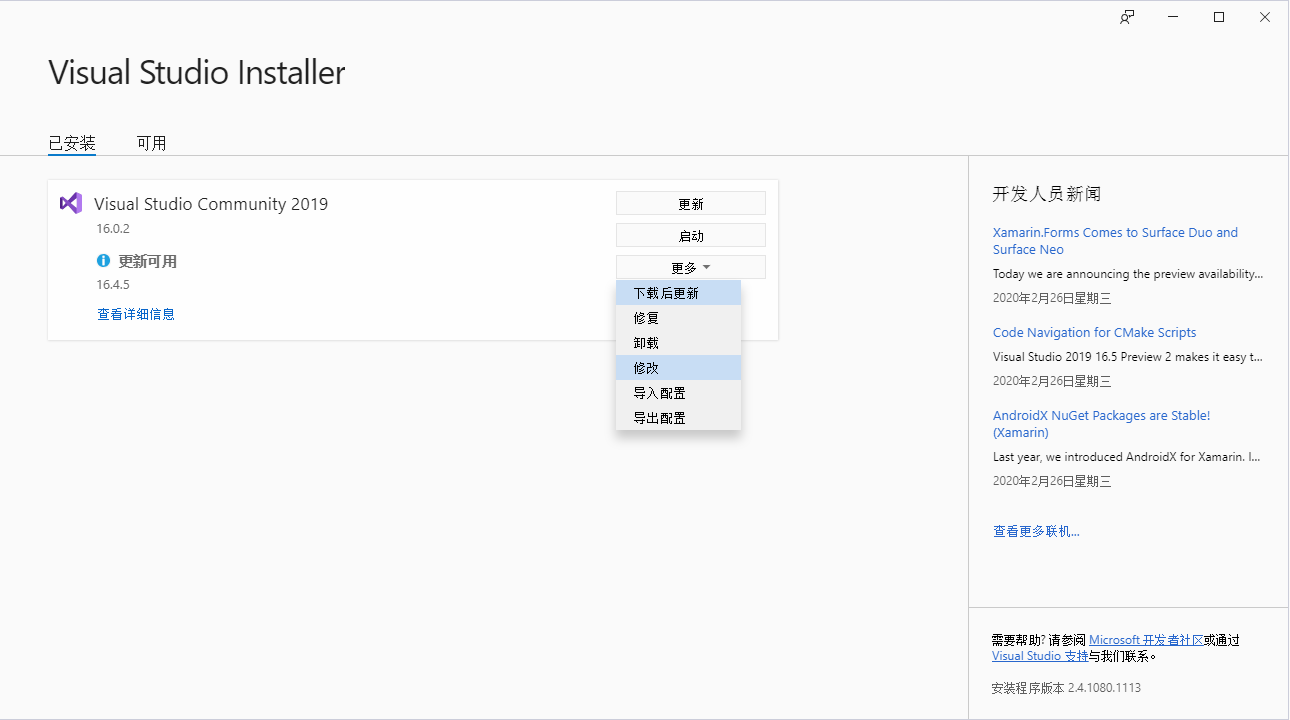 Visual Studio Installer
已安装
可用
Visual Studio Community 2019
16.0.2
更新可用
16.4.5
查看详细信息
更新
启动
更多
下载后更新
修复
卸载
修改
导入配置
导出配置
开发人员新闻
Xamarin.Forms Comes to Surface Duo and
Surface Neo
Today we are announcing the preview availability...
2020年2月26日星期三
Code Navigation for CMake Scripts
Visual Studio 2019 16.5 Preview 2 makes it easy t...
2020年2月26日星期三
AndroidX NuGet Packages are Stable!
(Xamarin)
Last year, we introduced AndroidX for Xamarin. I...
2020年2月26日星期三
查看更多联机...
需要帮助? 请参阅 Microsoft 开发者社区或通过
Visual Studio 支持与我们联系。
安装程序版本 2.4.1080.1113